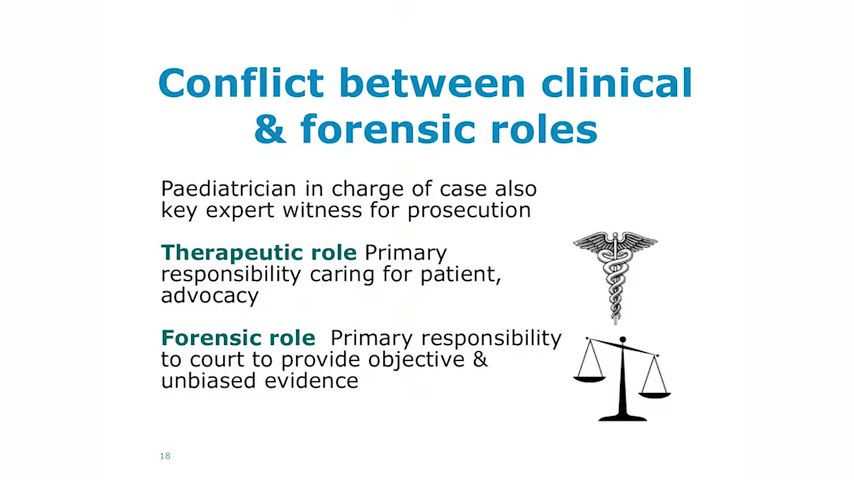 Conflict between clinical
& forensic roles
Paediatrician in charge of case also
key expert witness for prosecution
Therapeutic role Primary
responsibility caring for patient,
advocacy
Forensic role  Primary responsibility
to court to provide objective &
unbiased evidence
18